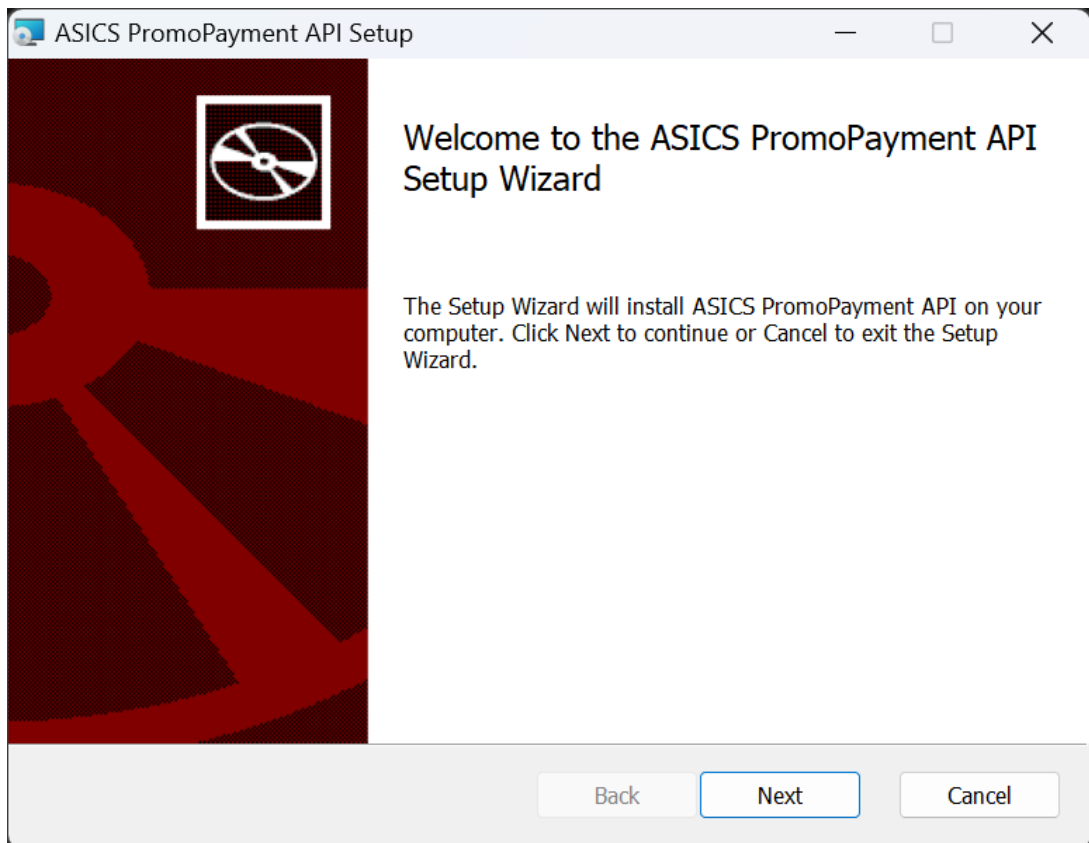 ASICS PromoPayment API Setup
Welcome to the ASICS PromoPayment API
Setup Wizard
The Setup Wizard will install ASICS PromoPayment API on your
computer. Click Next to continue or Cancel to exit the Setup
Wizard.
Back Next Cancel